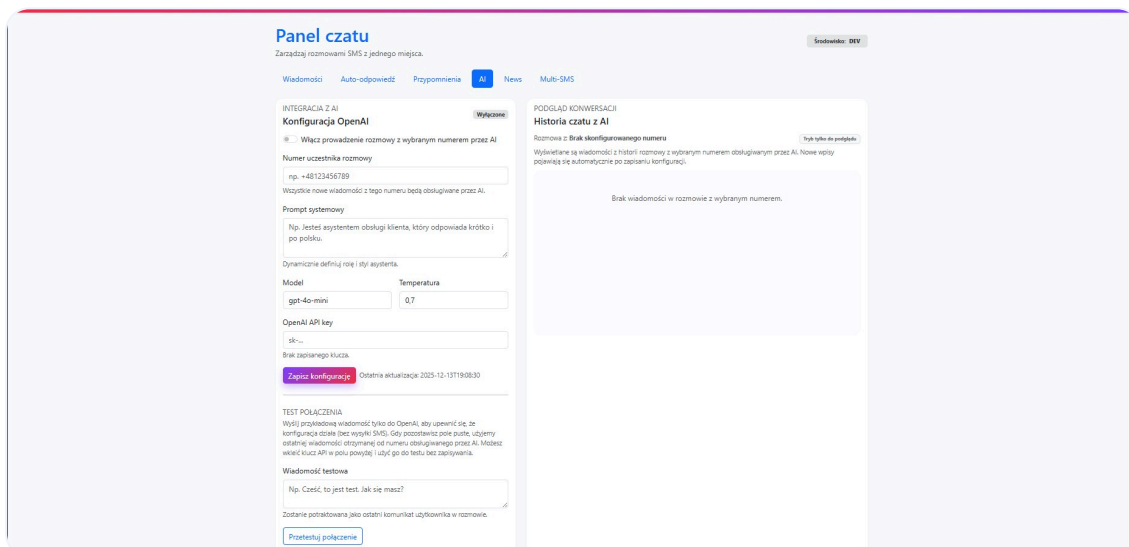 Panel czatu
Zarządzaj rozmowami SMS z jednego miejsca.
Środowisko: DEV
Wiadomości Auto-odpowiedź Przypomnienia AI News Multi-SMS
INTEGRACJA Z AI
Konfiguracja OpenAI
Wyłączone
Włącz prowadzenie rozmowy z wybranym numerem przez AI
Numer uczestnika rozmowy
np. +48123456789
Wszystkie nowe wiadomości z tego numeru będą obsługiwane przez AI.
Prompt systemowy
Np. Jesteś asystentem obsługi klienta, który odpowiada krótko i
po polsku.
Dynamicznie definiuj rolę i styl asystenta.
Model Temperatura
gpt-4o-mini 0,7
OpenAI API key
sk-...
Brak zapisanego klucza.
Zapisz konfigurację Ostatnia aktualizacja: 2025-12-13T19:08:30
TEST POŁĄCZENIA
Wyślij przykładową wiadomość tylko do OpenAI, aby upewnić się, że
konfiguracja działa (bez wysyłki SMS). Gdy pozostawisz pole puste, użyjemy
ostatniej wiadomości otrzymanej od numeru obsługiwanego przez AI. Możesz
wkleić klucz API w polu powyżej i użyć go do testu bez zapisywania.
Wiadomość testowa
Np. Cześć, to jest test. Jak się masz?
Zostanie potraktowana jako ostatni komunikat użytkownika w rozmowie.
Przetestuj połączenie
PODGLĄD KONWERSACJI
Historia czatu z AI
Rozmowa z: Brak skonfigurowanego numeru
Tryb tylko do podglądu
Wyświetlane są wiadomości z historii rozmowy z wybranym numerem obsługiwanym przez AI. Nowe wpisy
pojawiają się automatycznie po zapisaniu konfiguracji.
Brak wiadomości w rozmowie z wybranym numerem.